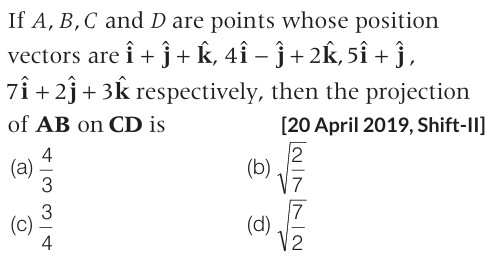 If A, B, C and D are points whose position
vectors are î + ĵ + k̂, 4î − ĵ + 2k̂, 5î + ĵ,
7î + 2ĵ + 3k̂ respectively, then the projection
of AB on CD is [20 April 2019, Shift-II]
(a) 4/3 (b) √(2/7)
(c) 3/4 (d) √(7/2)